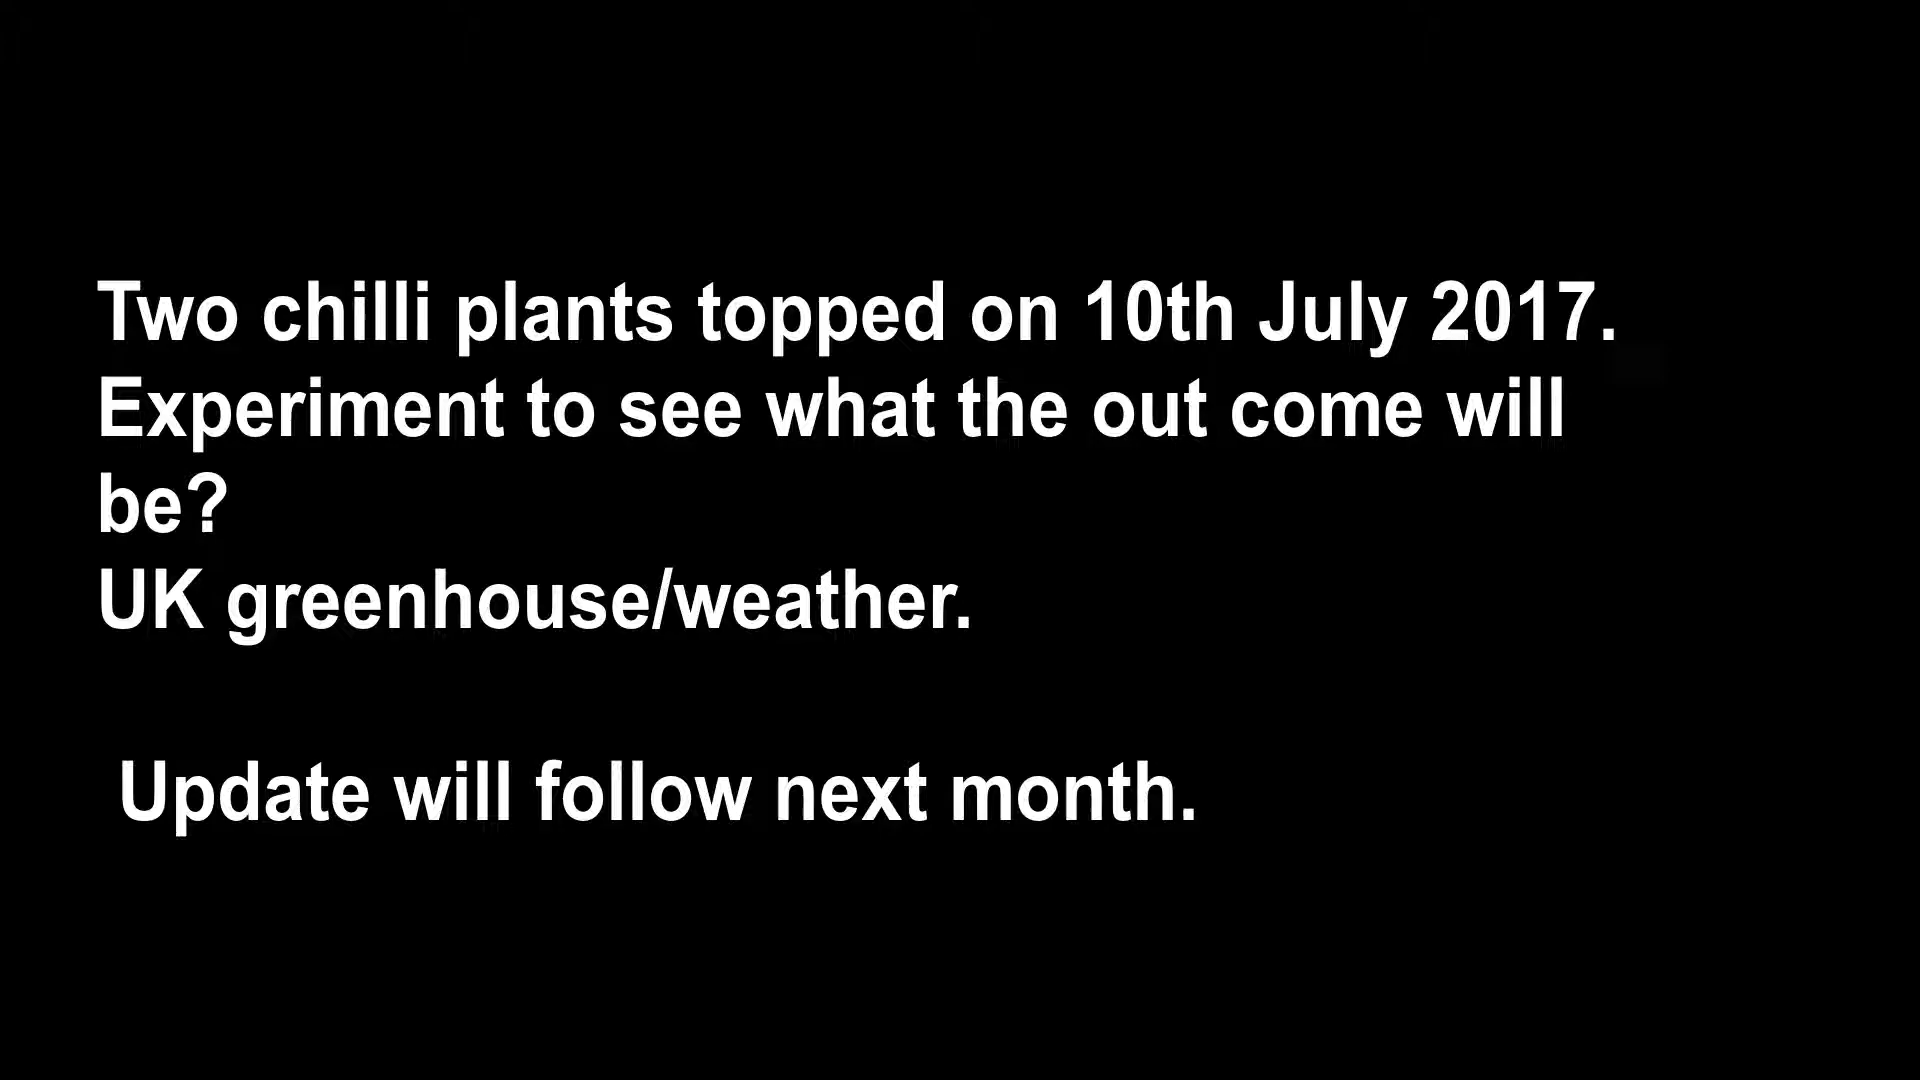 Two chilli plants topped on 10th July 2017.
Experiment to see what the out come will
be?
UK greenhouse/weather.
Update will follow next month.